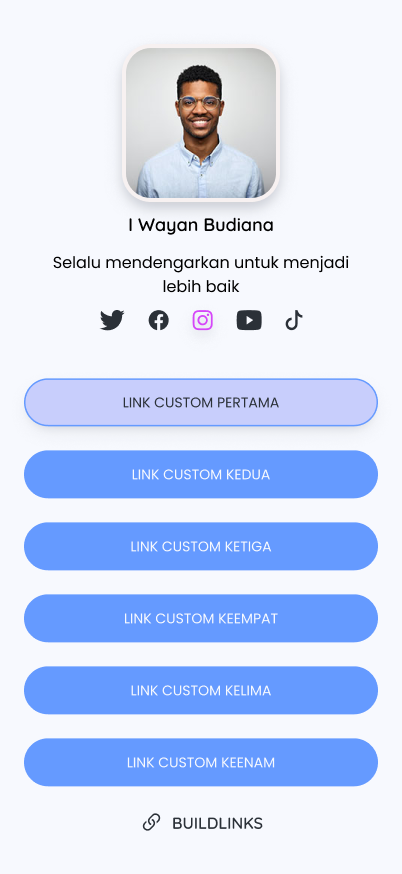 I Wayan Budiana
Selalu mendengarkan untuk menjadi
lebih baik
LINK CUSTOM PERTAMA
LINK CUSTOM KEDUA
LINK CUSTOM KETIGA
LINK CUSTOM KEEMPAT
LINK CUSTOM KELIMA
LINK CUSTOM KEENAM
BUILDLINKS